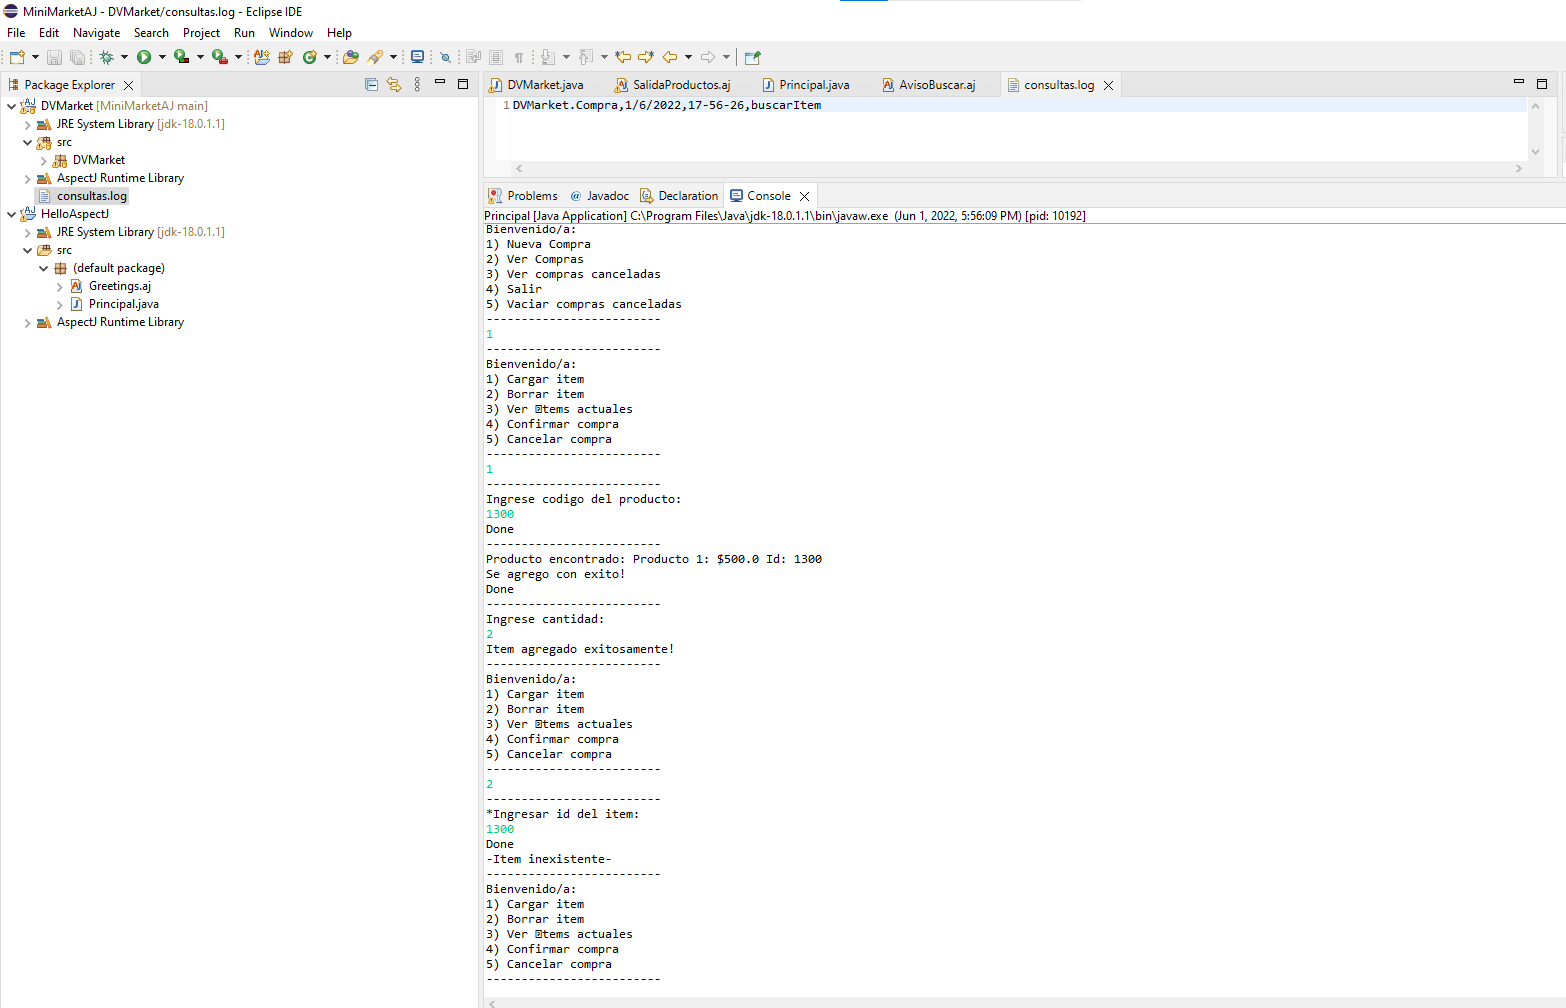 MiniMarketAJ - DVMarket/consultas.log - Eclipse IDE
File Edit Navigate Search Project Run Window Help
Package Explorer
DVMarket [MiniMarketAJ main]
JRE System Library [jdk-18.0.1.1]
src
DVMarket
AspectJ Runtime Library
consultas.log
HelloAspectJ
JRE System Library [jdk-18.0.1.1]
src
(default package)
Greetings.aj
Principal.java
AspectJ Runtime Library
DVMarket.java SalidaProductos.aj Principal.java AvisoBuscar.aj consultas.log
1 DVMarket.Compra,1/6/2022,17-56-26,buscarItem
Problems @ Javadoc Declaration Console
Principal [Java Application] C:\Program Files\Java\jdk-18.0.1.1\bin\javaw.exe (Jun 1, 2022, 5:56:09 PM) [pid: 10192]
Bienvenido/a:
1) Nueva Compra
2) Ver Compras
3) Ver compras canceladas
4) Salir
5) Vaciar compras canceladas
-------------------------
1
-------------------------
Bienvenido/a:
1) Cargar item
2) Borrar item
3) Ver �tems actuales
4) Confirmar compra
5) Cancelar compra
-------------------------
1
-------------------------
Ingrese codigo del producto:
1300
Done
-------------------------
Producto encontrado: Producto 1: $500.0 Id: 1300
Se agrego con exito!
Done
-------------------------
Ingrese cantidad:
2
Item agregado exitosamente!
-------------------------
Bienvenido/a:
1) Cargar item
2) Borrar item
3) Ver �tems actuales
4) Confirmar compra
5) Cancelar compra
-------------------------
2
-------------------------
*Ingresar id del item:
1300
Done
-Item inexistente-
-------------------------
Bienvenido/a:
1) Cargar item
2) Borrar item
3) Ver �tems actuales
4) Confirmar compra
5) Cancelar compra
-------------------------